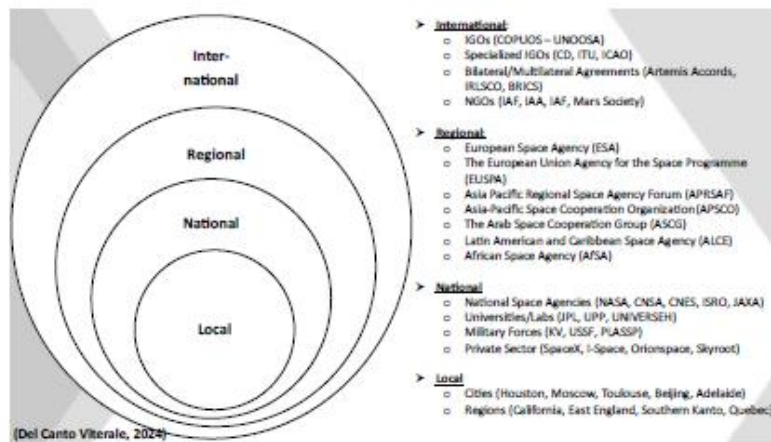 Inter-
national
Regional
National
Local
(Del Canto Viterale, 2024)
➤ International:
o IGOs (COPUOS – UNOOSA)
o Specialized IGOs (CD, ITU, ICAO)
o Bilateral/Multilateral Agreements (Artemis Accords,
IRLSCO, BRICS)
o NGOs (IAF, IAA, IAF, Mars Society)
➤ Regional:
o European Space Agency (ESA)
o The European Union Agency for the Space Programme
(EUSPA)
o Asia Pacific Regional Space Agency Forum (APRSAF)
o Asia-Pacific Space Cooperation Organization (APSCO)
o The Arab Space Cooperation Group (ASCG)
o Latin American and Caribbean Space Agency (ALCE)
o African Space Agency (AfSA)
➤ National
o National Space Agencies (NASA, CNSA, CNES, ISRO, JAXA)
o Universities/Labs (JPL, UPP, UNIVERSEH)
o Military Forces (KV, USSF, PLASSP)
o Private Sector (SpaceX, I-Space, Orionspace, Skyroot)
➤ Local
o Cities (Houston, Moscow, Toulouse, Beijing, Adelaide)
o Regions (California, East England, Southern Kanto, Quebec)